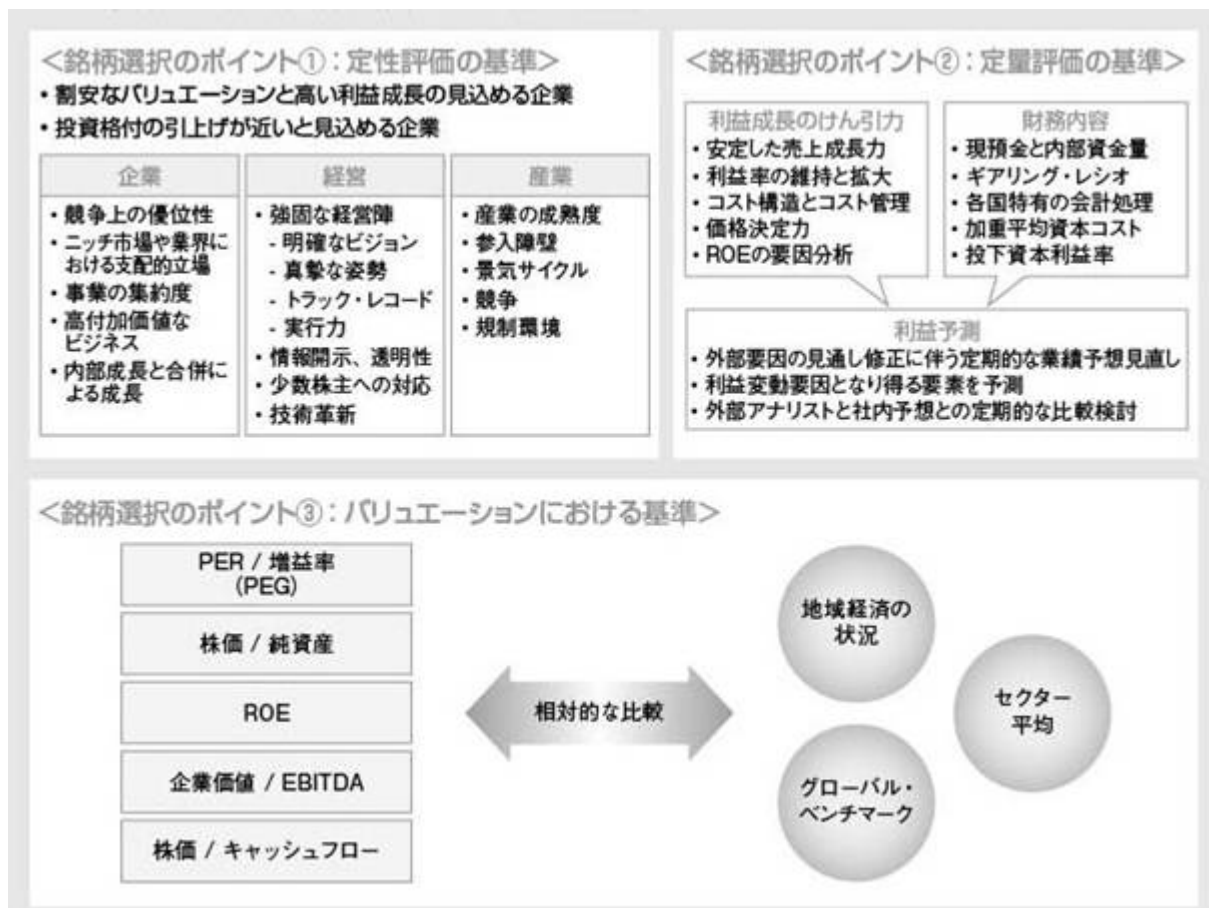 <銘柄選択のポイント①：定性評価の基準>
・割安なバリュエーションと高い利益成長の見込める企業
・投資格付の引上げが近いと見込める企業
企業
・競争上の優位性
・ニッチ市場や業界に
おける支配的立場
・事業の集約度
・高付加価値な
ビジネス
・内部成長と合併に
よる成長
経営
・強固な経営陣
- 明確なビジョン
- 真摯な姿勢
- トラック・レコード
- 実行力
・情報開示、透明性
・少数株主への対応
・技術革新
産業
・産業の成熟度
・参入障壁
・景気サイクル
・競争
・規制環境
<銘柄選択のポイント②：定量評価の基準>
利益成長のけん引力
・安定した売上成長力
・利益率の維持と拡大
・コスト構造とコスト管理
・価格決定力
・ROEの要因分析
財務内容
・現預金と内部資金量
・ギアリング・レシオ
・各国特有の会計処理
・加重平均資本コスト
・投下資本利益率
利益予測
・外部要因の見通し修正に伴う定期的な業績予想見直し
・利益変動要因となり得る要素を予測
・外部アナリストと社内予想との定期的な比較検討
<銘柄選択のポイント③：バリュエーションにおける基準>
PER / 増益率
(PEG)
株価 / 純資産
ROE
企業価値 / EBITDA
株価 / キャッシュフロー
相対的な比較
地域経済の
状況
セクター
平均
グローバル・
ベンチマーク